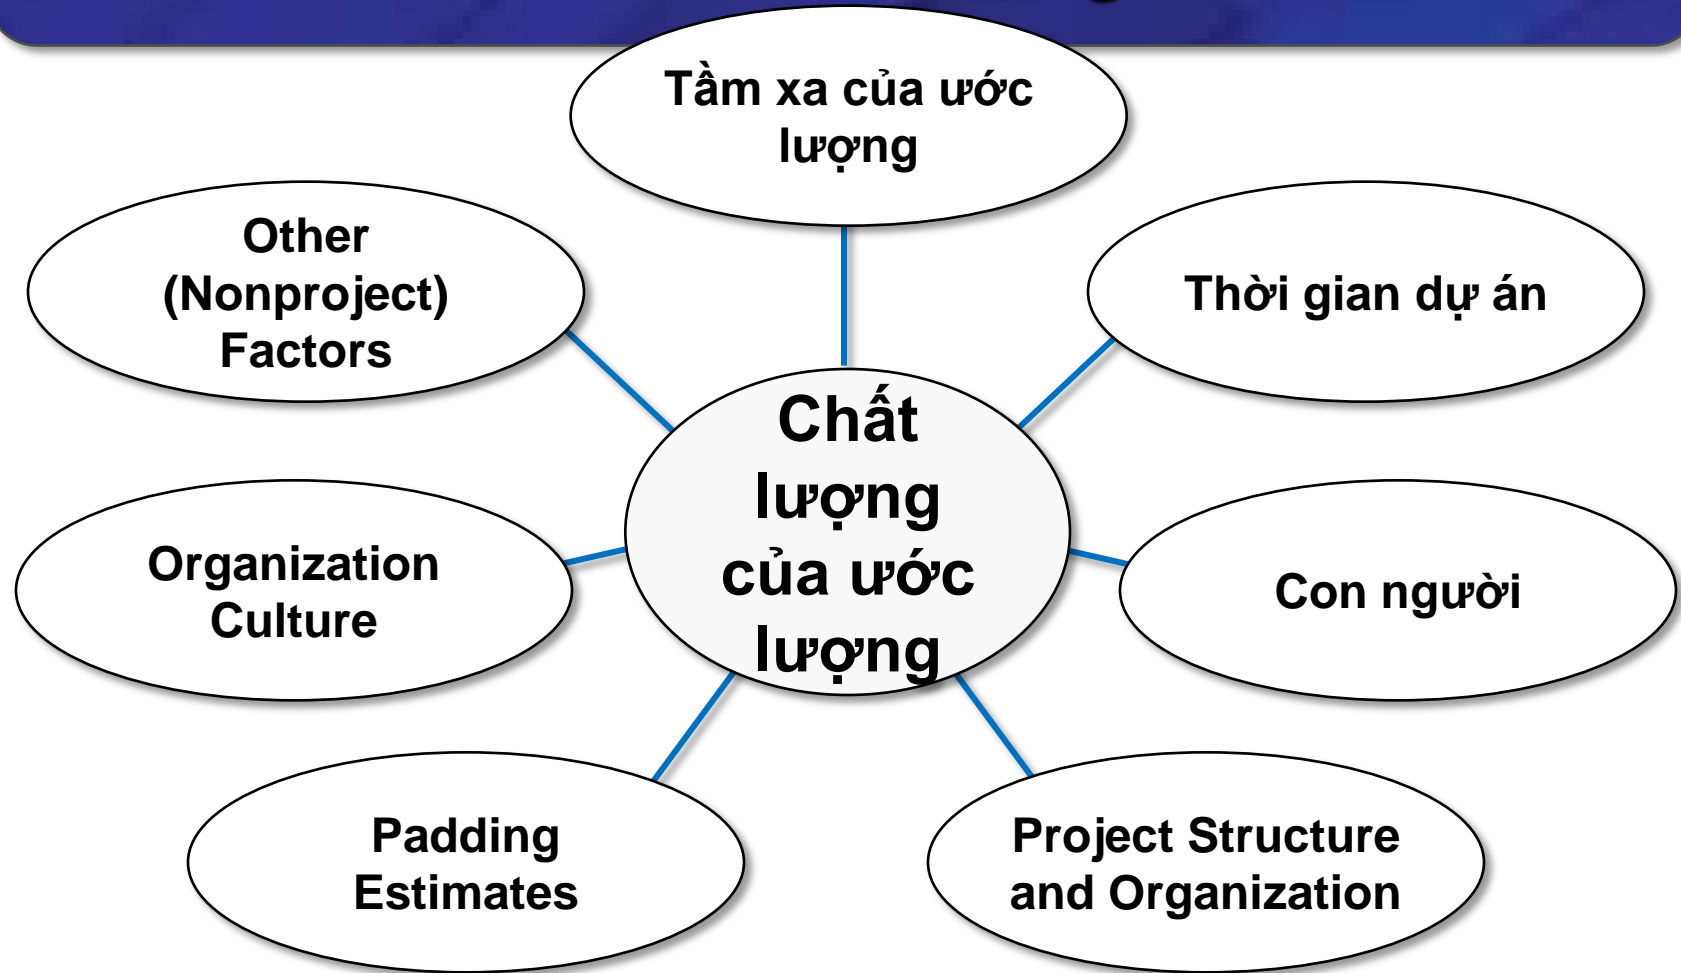 Tầm xa của ước
lượng
Other
(Nonproject)
Factors
Thời gian dự án
Chất
lượng
của ước
lượng
Organization
Culture
Con người
Padding
Estimates
Project Structure
and Organization